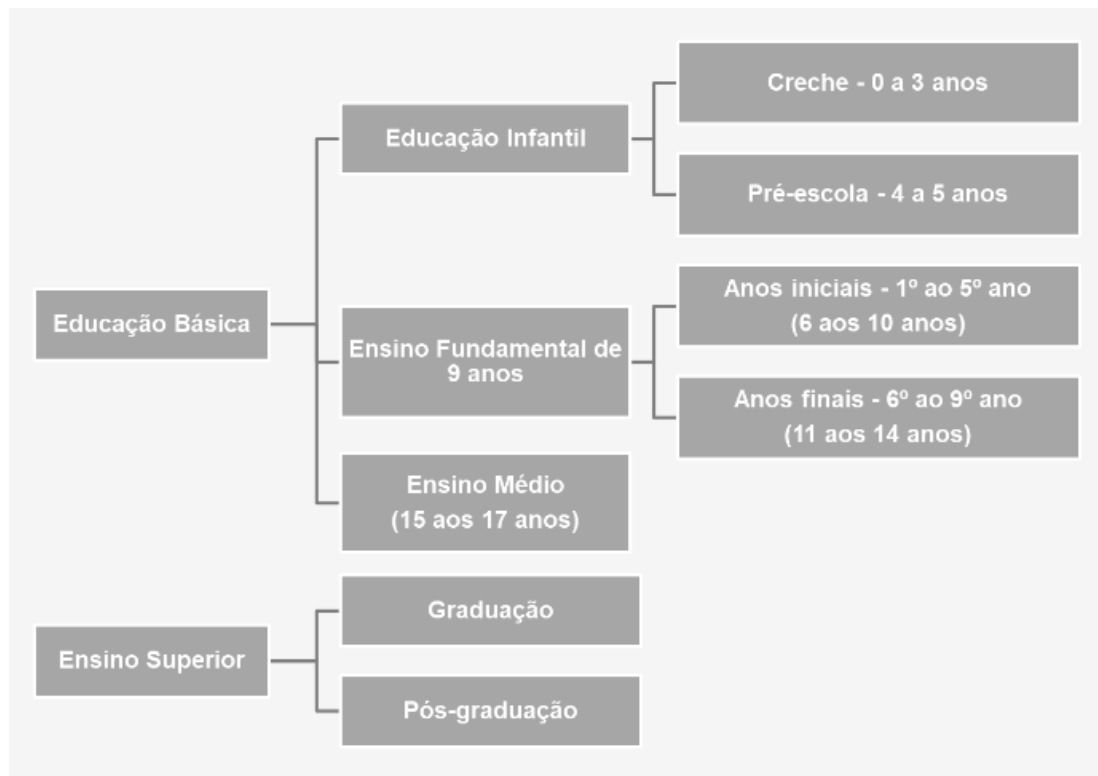 Educação Básica
Educação Infantil
Creche - 0 a 3 anos
Pré-escola - 4 a 5 anos
Ensino Fundamental de
9 anos
Anos iniciais - 1º ao 5º ano
(6 aos 10 anos)
Anos finais - 6º ao 9º ano
(11 aos 14 anos)
Ensino Médio
(15 aos 17 anos)
Ensino Superior
Graduação
Pós-graduação